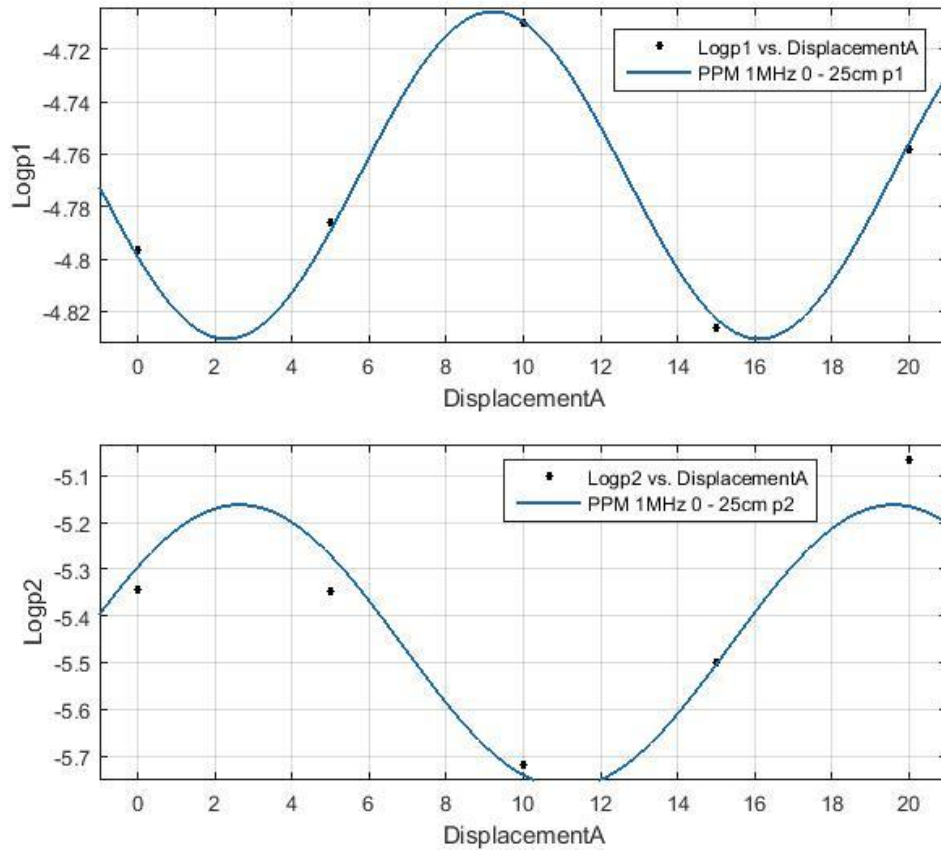 -4.72
-4.74
-4.76
-4.78
-4.8
-4.82
Logp1
Logp1 vs. DisplacementA
PPM 1MHz 0 - 25cm p1
0 2 4 6 8 10 12 14 16 18 20
DisplacementA
-5.1
-5.2
-5.3
-5.4
-5.5
-5.6
-5.7
Logp2
Logp2 vs. DisplacementA
PPM 1MHz 0 - 25cm p2
0 2 4 6 8 10 12 14 16 18 20
DisplacementA